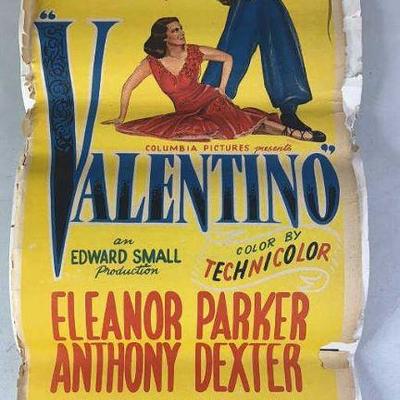 COLUMBIA PICTURES presents
"VALENTINO"
an
EDWARD SMALL
Production
COLOR BY
TECHNICOLOR
ELEANOR PARKER
ANTHONY DEXTER